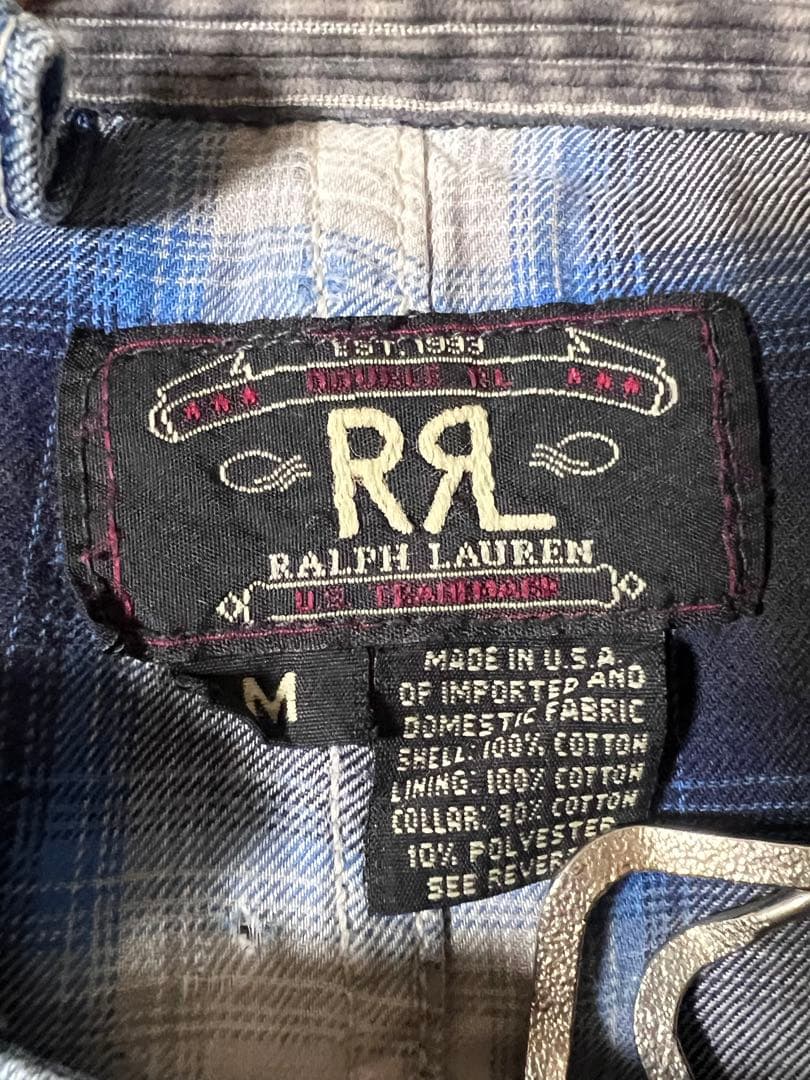 EST. 1993
DOUBLE RL
RRL
RALPH LAUREN
U.S. TRADEMARK
M
MADE IN U.S.A.
OF IMPORTED AND
DOMESTIC FABRIC
SHELL: 100% COTTON
LINING: 100% COTTON
COLLAR: 90% COTTON
10% POLYESTER
SEE REVER